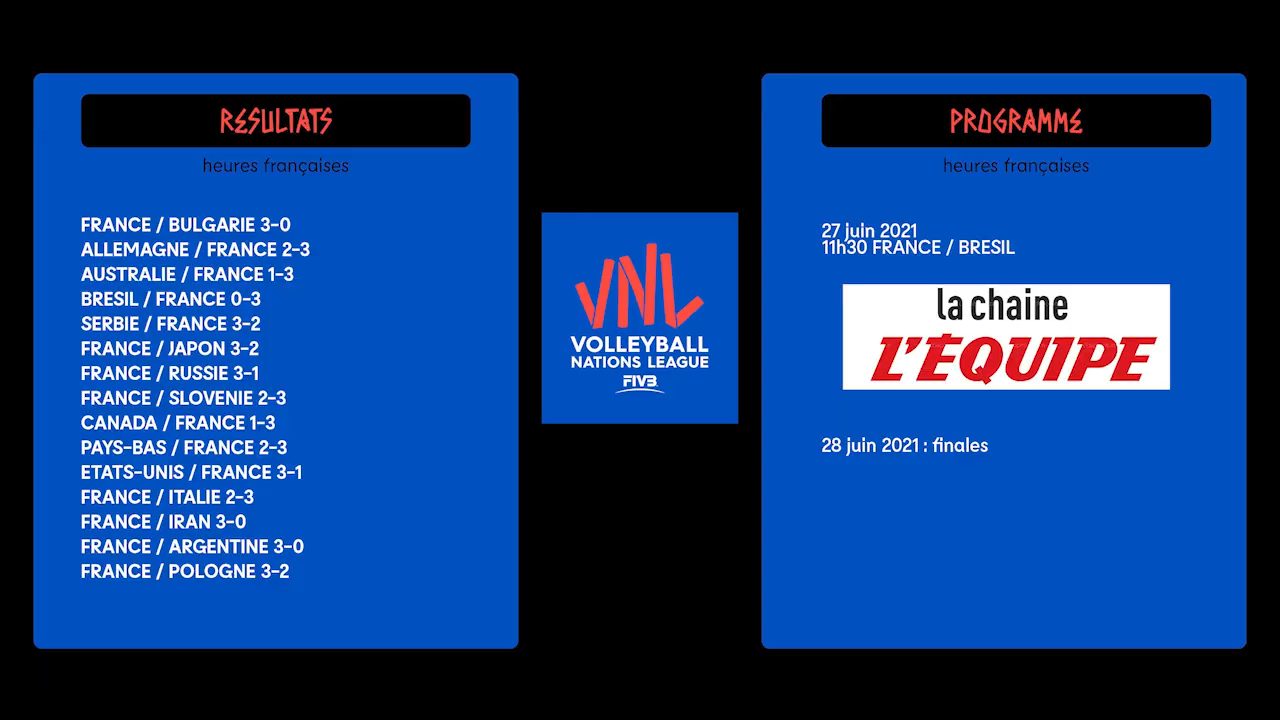 RESULTATS
heures françaises
FRANCE / BULGARIE 3-0
ALLEMAGNE / FRANCE 2-3
AUSTRALIE / FRANCE 1-3
BRESIL / FRANCE 0-3
SERBIE / FRANCE 3-2
FRANCE / JAPON 3-2
FRANCE / RUSSIE 3-1
FRANCE / SLOVENIE 2-3
CANADA / FRANCE 1-3
PAYS-BAS / FRANCE 2-3
ETATS-UNIS / FRANCE 3-1
FRANCE / ITALIE 2-3
FRANCE / IRAN 3-0
FRANCE / ARGENTINE 3-0
FRANCE / POLOGNE 3-2
VNL
VOLLEYBALL
NATIONS LEAGUE
FIVB
PROGRAMME
heures françaises
27 juin 2021
11h30 FRANCE / BRESIL
la chaine
L'ÉQUIPE
28 juin 2021 : finales